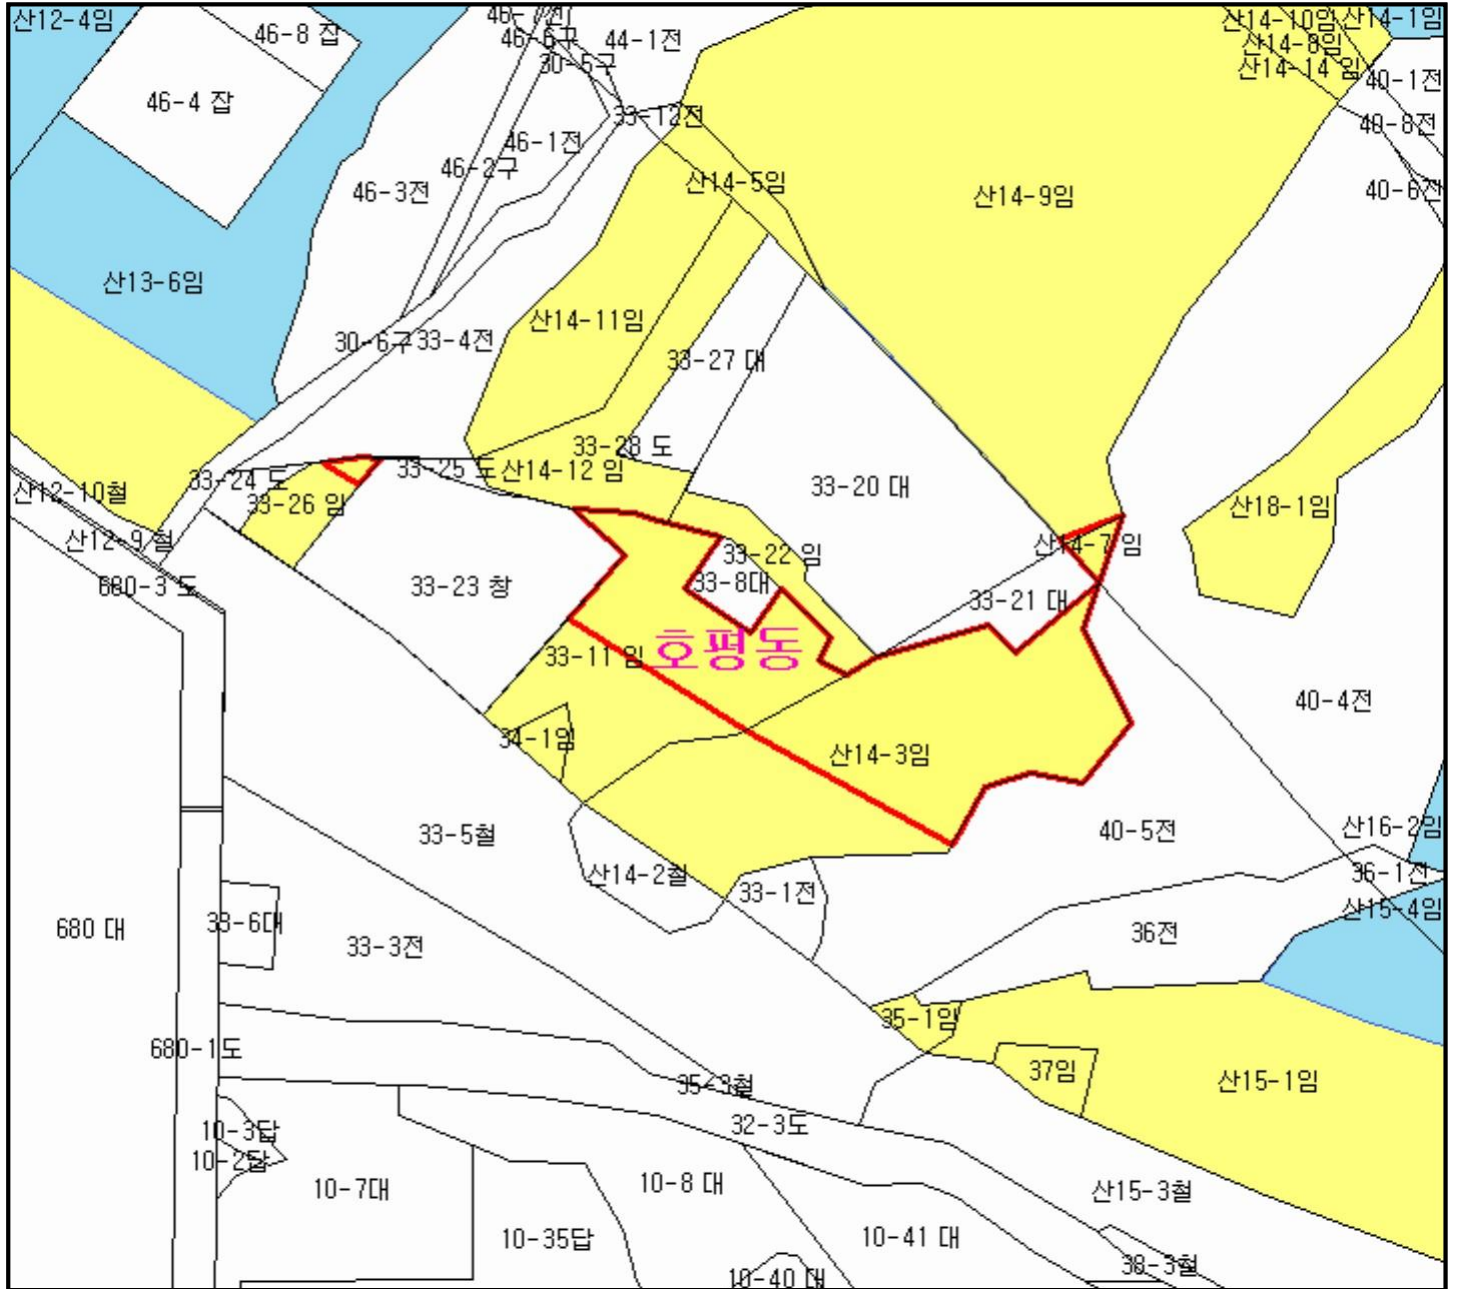 산12-4임
46-8 잡
46-6구
44-1전
산14-10임
산14-1임
산14-8임
30-5구
산14-14 임
40-1전
46-4 잡
33-12전
40-8전
46-1전
46-2구
산14-5임
46-3전
산14-9임
40-6전
산13-6임
산14-11임
30-6구
33-4전
33-27 대
33-28 도
33-24 도
33-25 도
산14-12 임
33-20 대
산12-10철
33-26 임
산18-1임
산12-9 철
산14-7 임
33-22 임
680-3 도
33-23 창
33-8대
33-21 대
호평동
33-11 임
40-4전
34-1임
산14-3임
33-5철
40-5전
산16-2임
산14-2철
33-1전
36-1전
산15-4임
33-6대
680 대
33-3전
36전
35-1임
680-1도
37임
산15-1임
35-3철
32-3도
10-3답
10-2답
10-7대
10-8 대
산15-3철
10-35답
10-41 대
38-3철
10-40 대